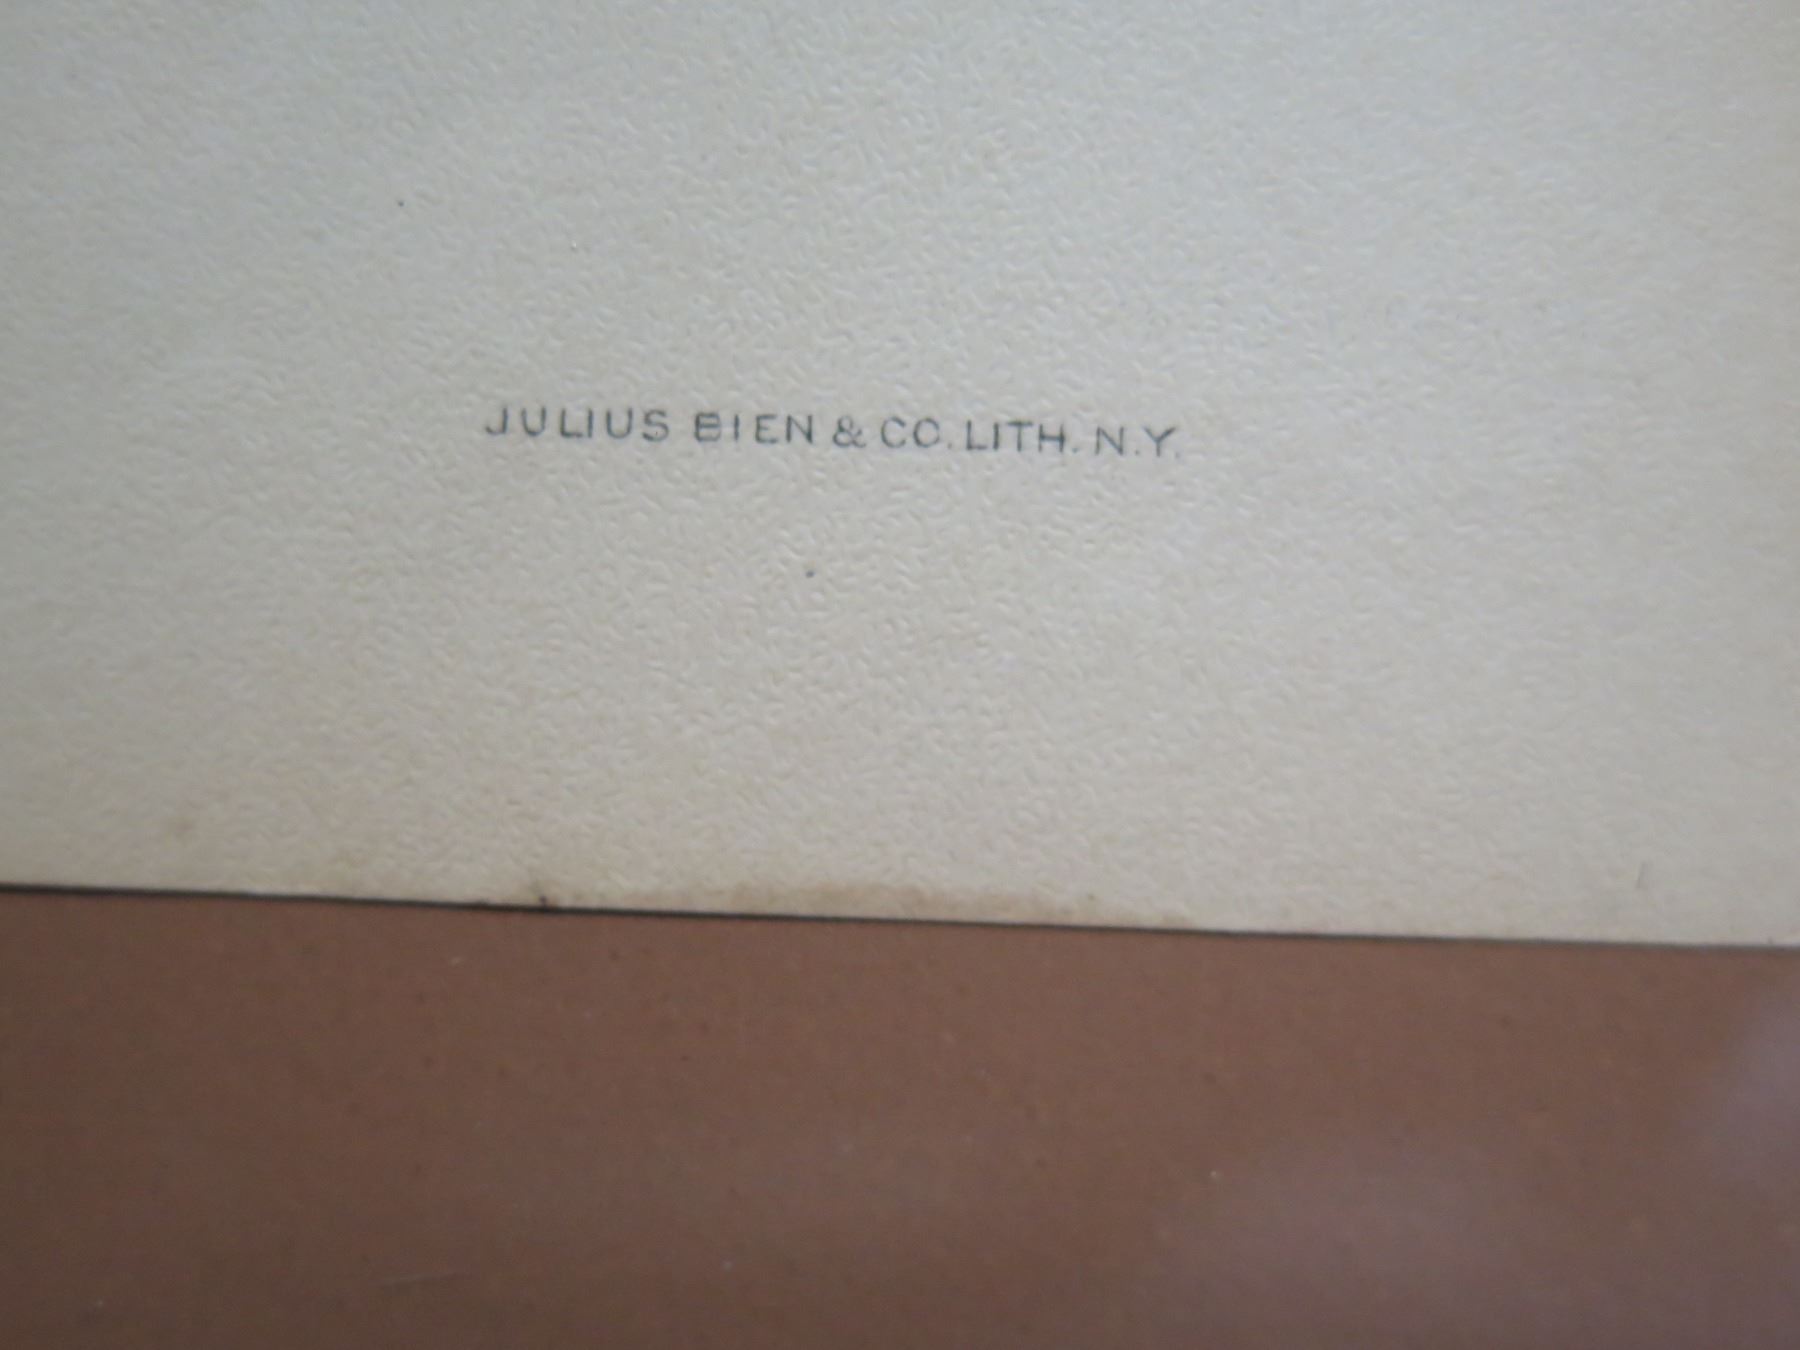 JULIUS BIEN & CO. LITH. N.Y.